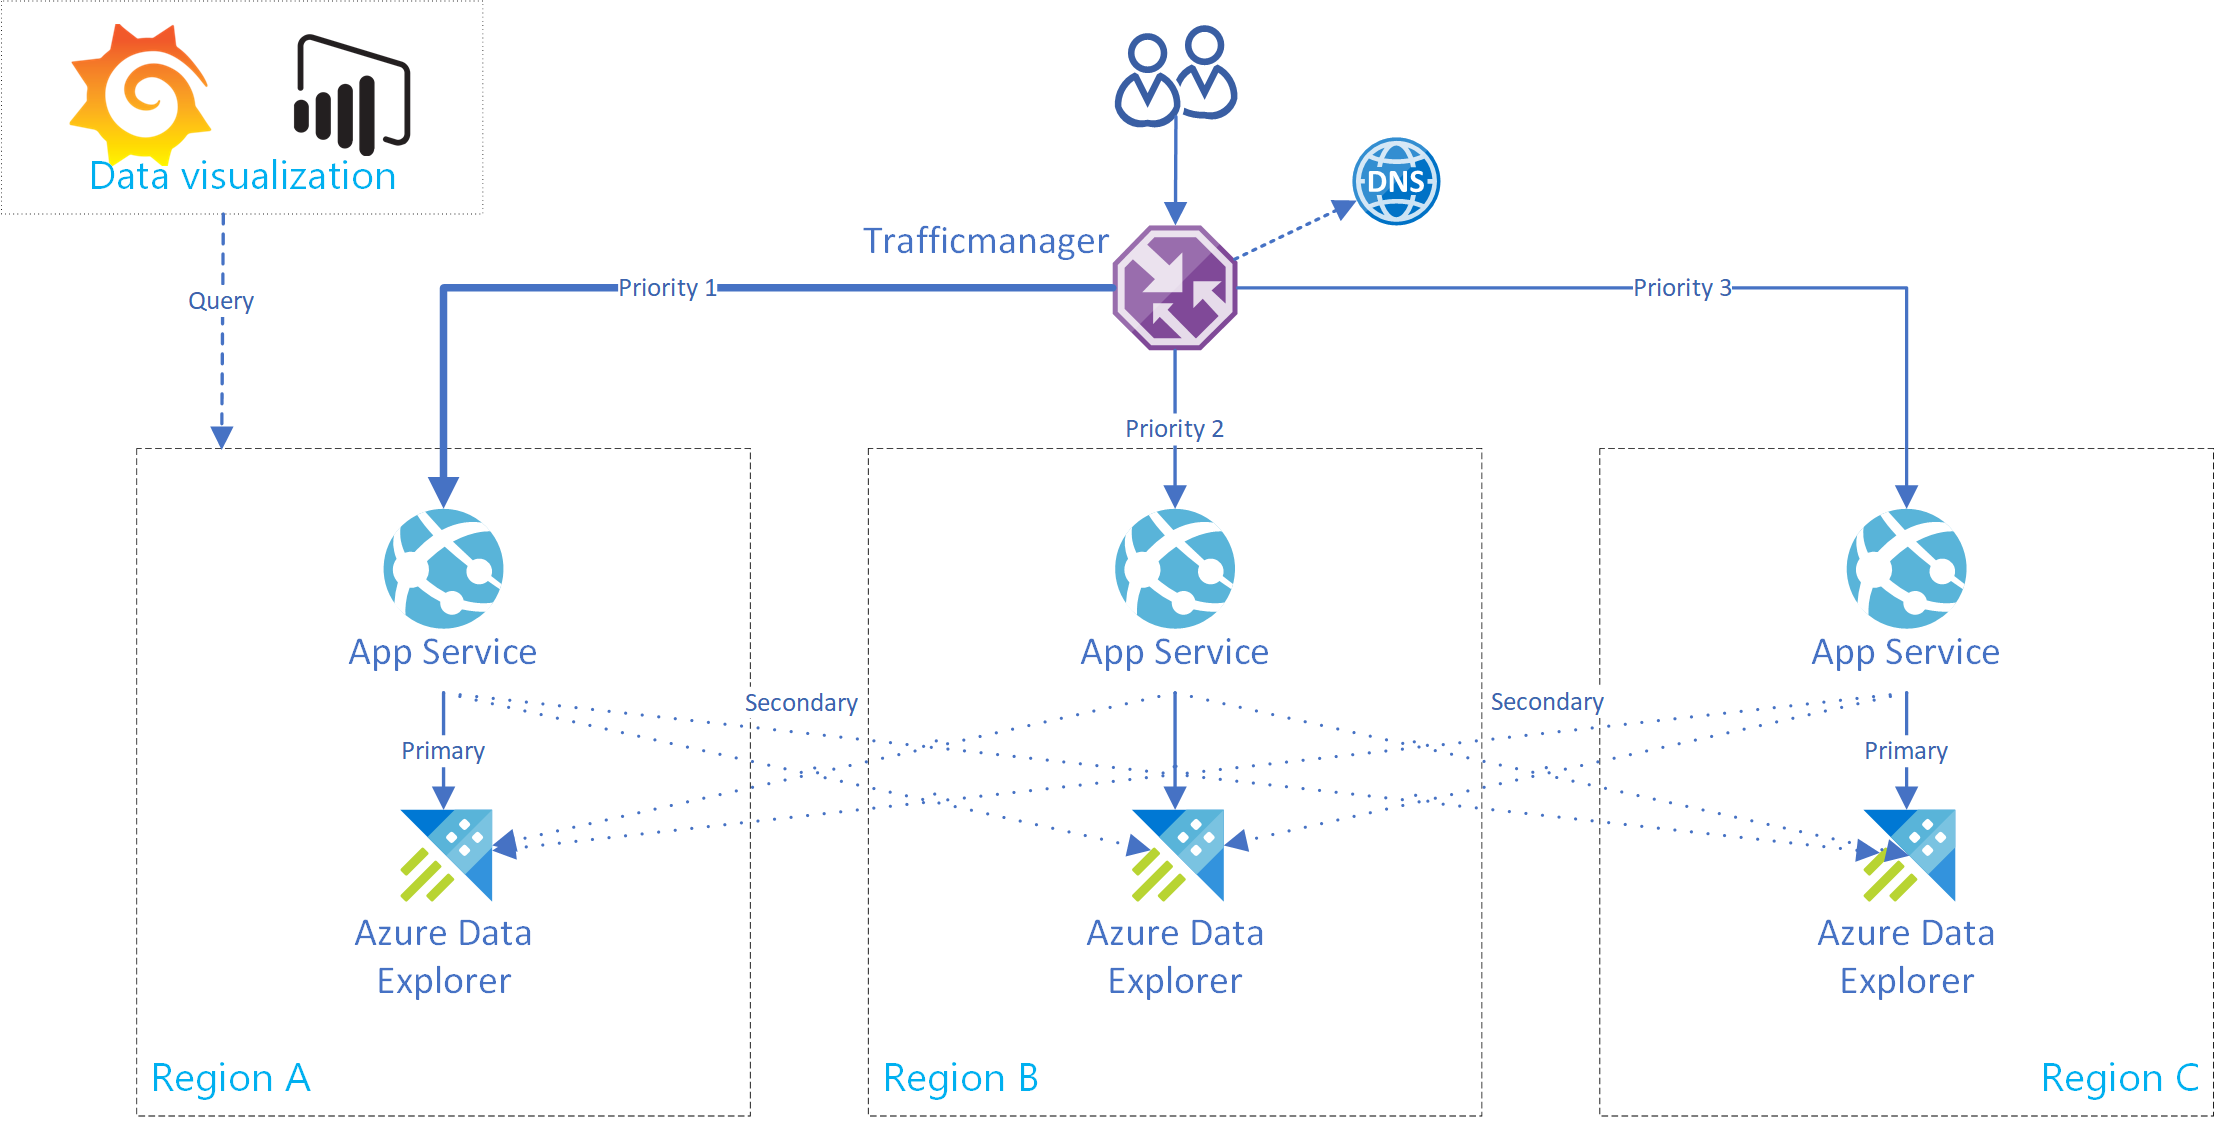 Data visualization
DNS
Trafficmanager
Priority 1
Priority 3
Query
Priority 2
App Service
App Service
App Service
Secondary
Secondary
Primary
Primary
Azure Data
Explorer
Azure Data
Explorer
Azure Data
Explorer
Region A
Region B
Region C